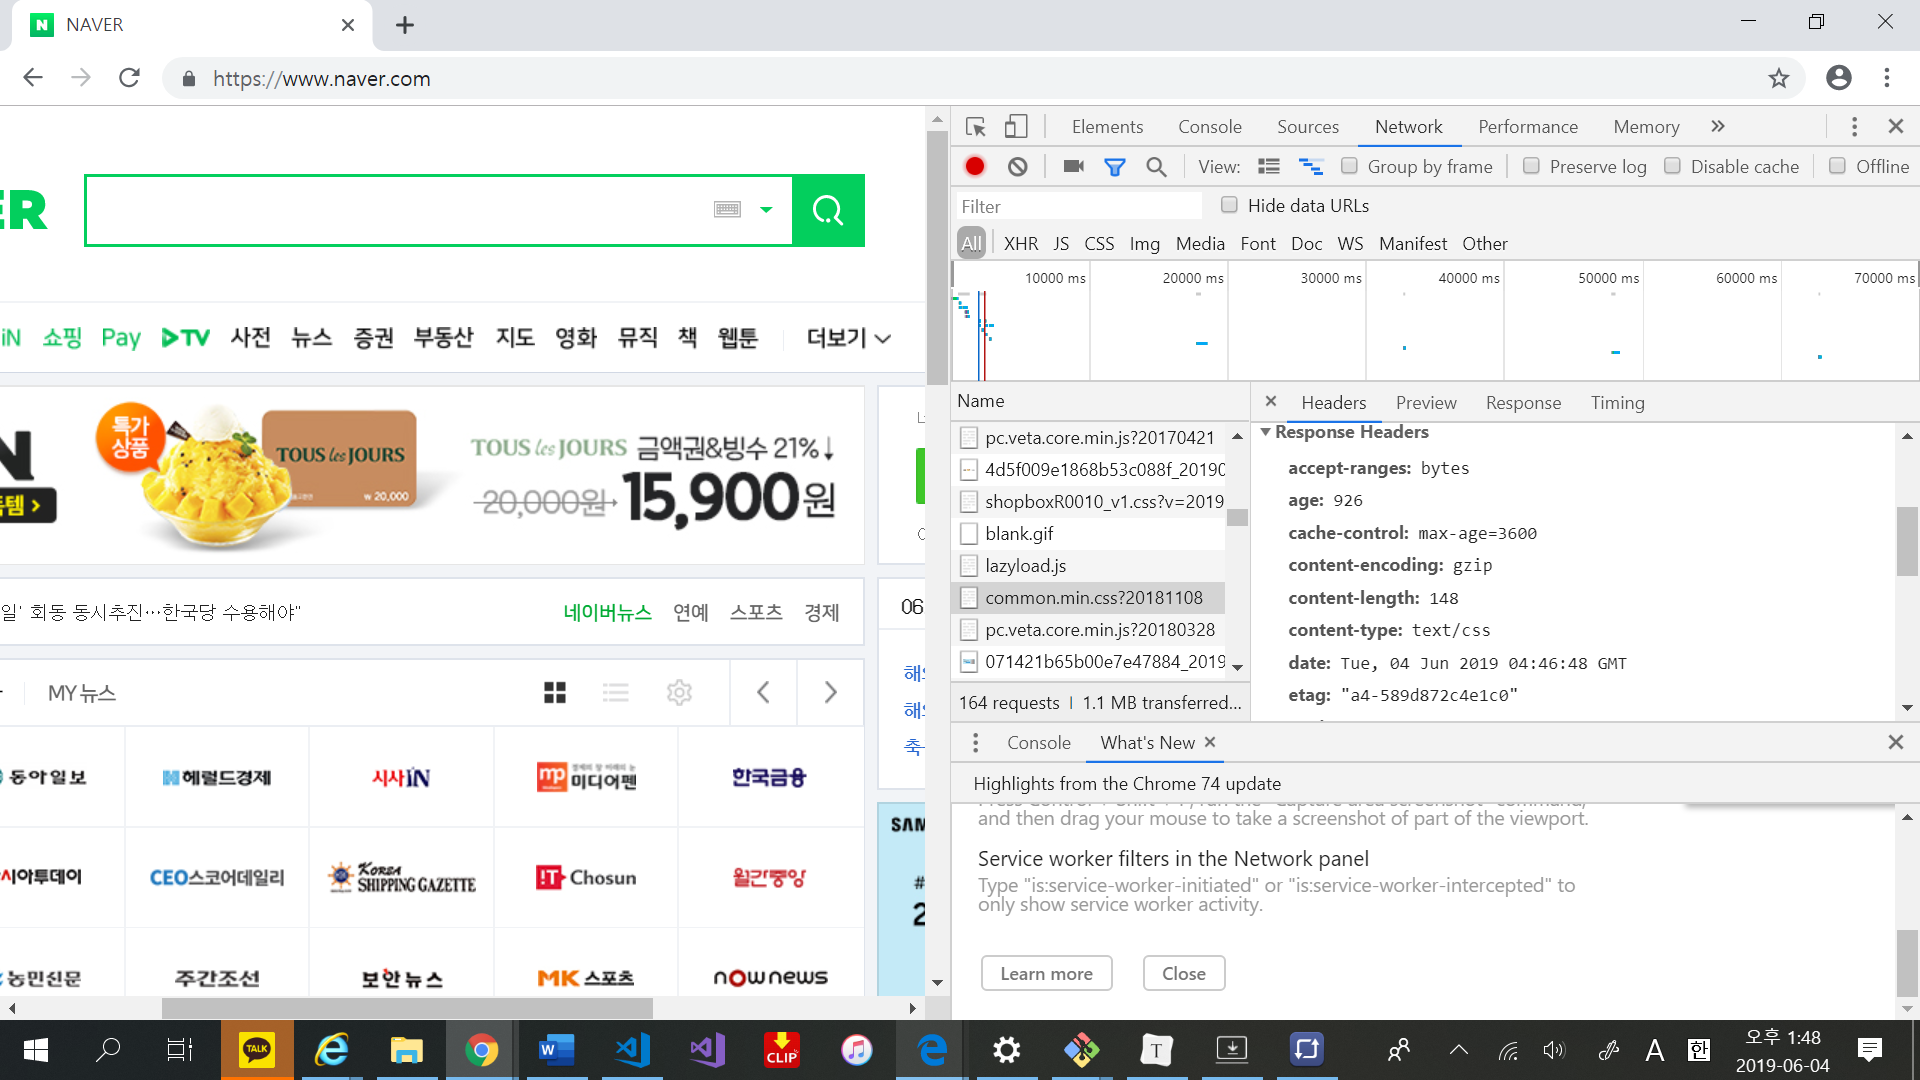 NAVER
https://www.naver.com
ER
iN 쇼핑 Pay TV 사전 뉴스 증권 부동산 지도 영화 뮤직 책 웹툰 더보기
특가
상품
TOUS les JOURS
₩ 20,000
TOUS les JOURS 금액권&빙수 21%↓
20,000원 15,900원
N
득템 >
일' 회동 동시추진…한국당 수용해야"
네이버뉴스 연예 스포츠 경제
06
해외
해외
축
MY뉴스
동아일보 헤럴드경제 시사iN mp 미디어펜 한국금융
시아투데이 CEO스코어데일리 KOREA SHIPPING GAZETTE IT Chosun 월간중앙
농민신문 주간조선 보안뉴스 MK 스포츠 nownews
SAM
#
2
Elements Console Sources Network Performance Memory »
View: Group by frame Preserve log Disable cache Offline
Filter
Hide data URLs
All XHR JS CSS Img Media Font Doc WS Manifest Other
10000 ms 20000 ms 30000 ms 40000 ms 50000 ms 60000 ms 70000 ms
Name
pc.veta.core.min.js?20170421
4d5f009e1868b53c088f_20190
shopboxR0010_v1.css?v=2019
blank.gif
lazyload.js
common.min.css?20181108
pc.veta.core.min.js?20180328
071421b65b00e7e47884_2019
164 requests | 1.1 MB transferred...
Headers Preview Response Timing
Response Headers
accept-ranges: bytes
age: 926
cache-control: max-age=3600
content-encoding: gzip
content-length: 148
content-type: text/css
date: Tue, 04 Jun 2019 04:46:48 GMT
etag: "a4-589d872c4e1c0"
Console What's New
Highlights from the Chrome 74 update
and then drag your mouse to take a screenshot of part of the viewport.
Service worker filters in the Network panel
Type "is:service-worker-initiated" or "is:service-worker-intercepted" to
only show service worker activity.
Learn more Close
TALK
W
CLIP
T
A 한
오후 1:48
2019-06-04